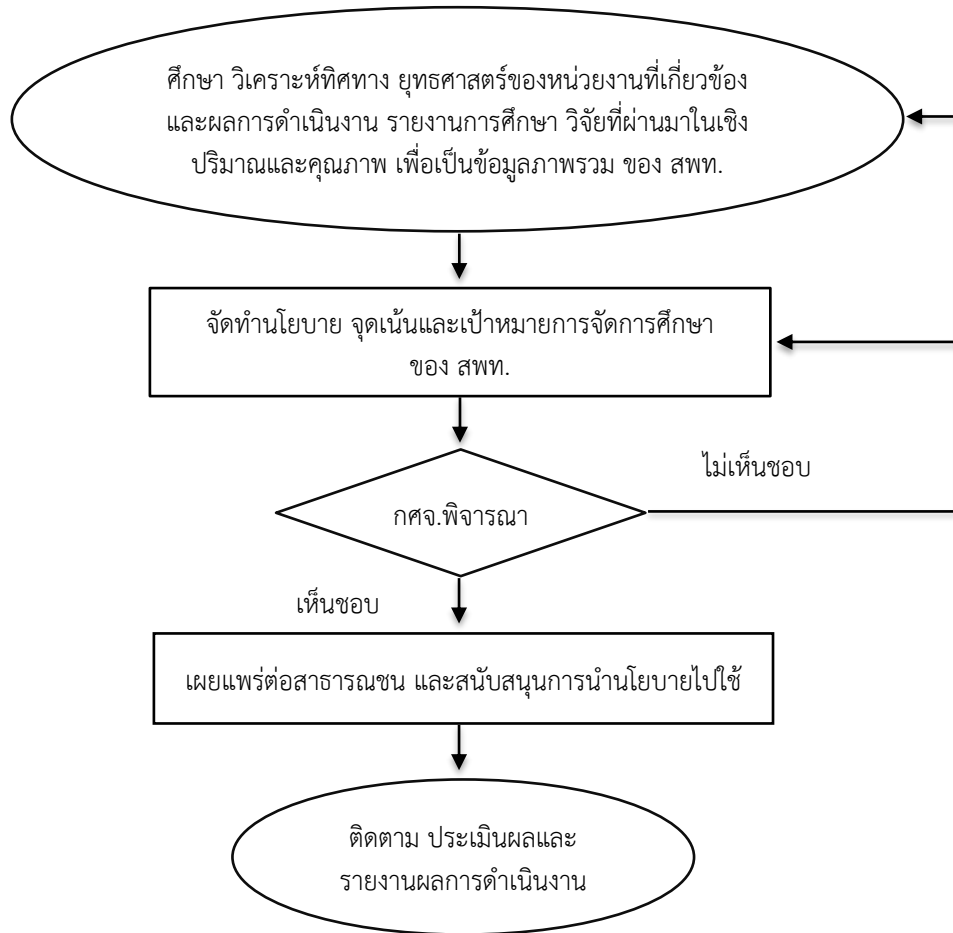 ศึกษา วิเคราะห์ทิศทาง ยุทธศาสตร์ของหน่วยงานที่เกี่ยวข้อง
และผลการดำเนินงาน รายงานการศึกษา วิจัยที่ผ่านมาในเชิง
ปริมาณและคุณภาพ เพื่อเป็นข้อมูลภาพรวม ของ สพท.
จัดทำนโยบาย จุดเน้นและเป้าหมายการจัดการศึกษา
ของ สพท.
ไม่เห็นชอบ
กศจ.พิจารณา
เห็นชอบ
เผยแพร่ต่อสาธารณชน และสนับสนุนการนำนโยบายไปใช้
ติดตาม ประเมินผลและ
รายงานผลการดำเนินงาน